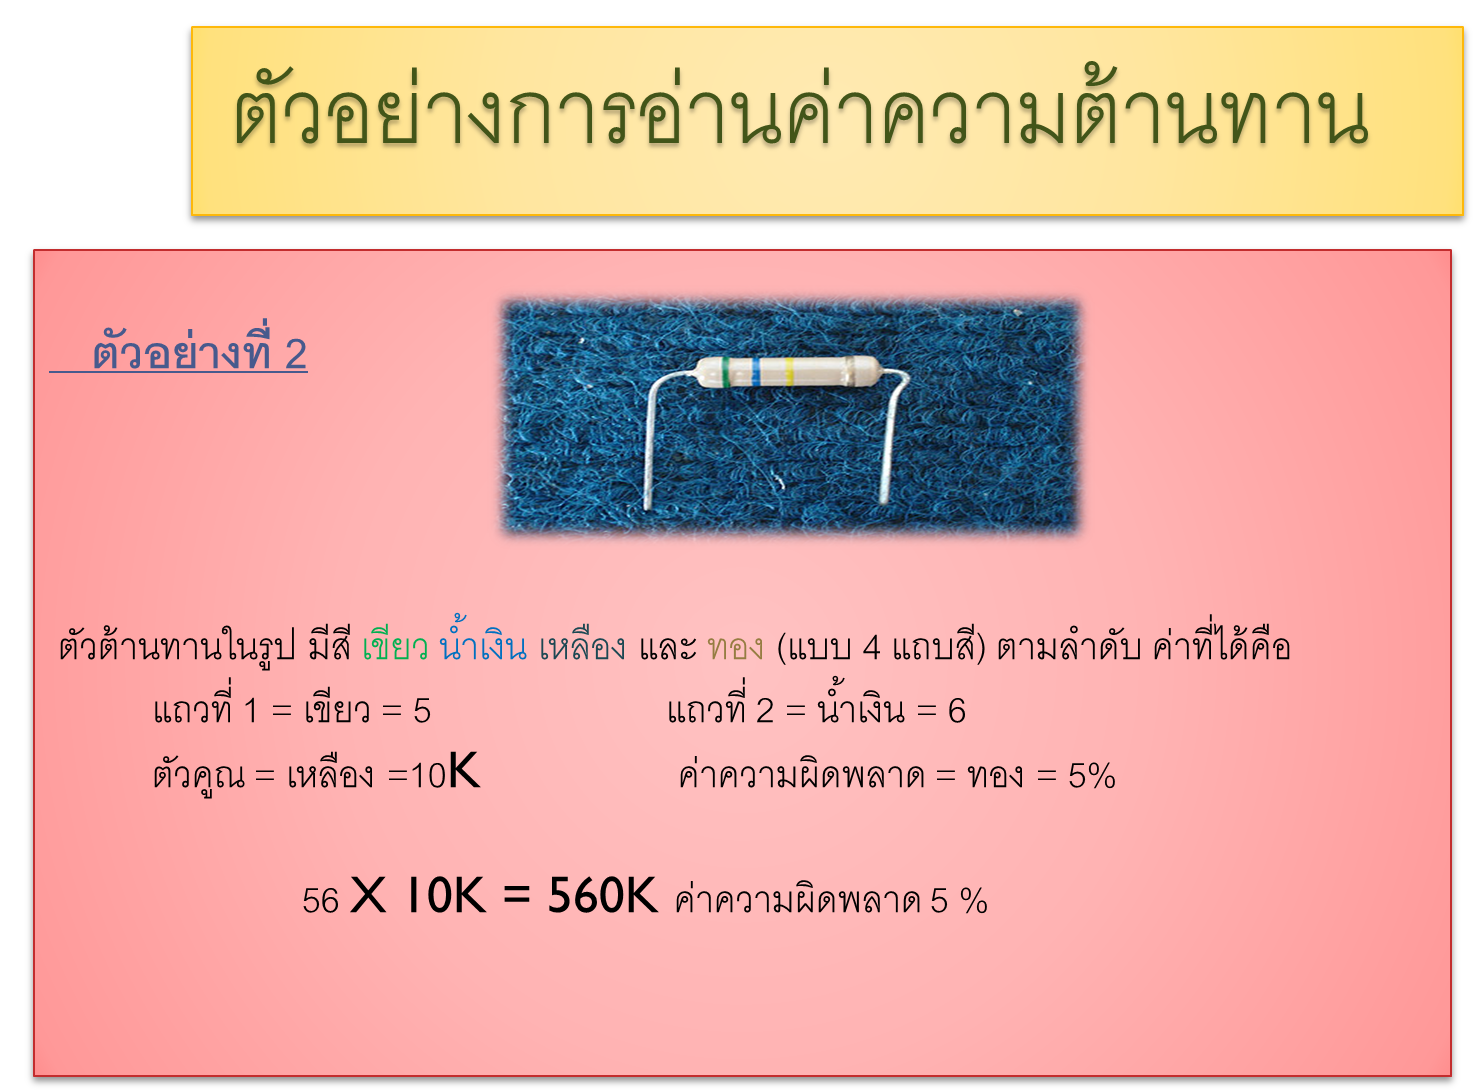 ตัวอย่างการอ่านค่าความต้านทาน
ตัวอย่างที่ 2
ตัวต้านทานในรูป มีสี เขียว น้ำเงิน เหลือง และ ทอง (แบบ 4 แถบสี) ตามลำดับ ค่าที่ได้คือ
แถวที่ 1 = เขียว = 5 แถวที่ 2 = น้ำเงิน = 6
ตัวคูณ = เหลือง =10K ค่าความผิดพลาด = ทอง = 5%
56 X 10K = 560K ค่าความผิดพลาด 5 %